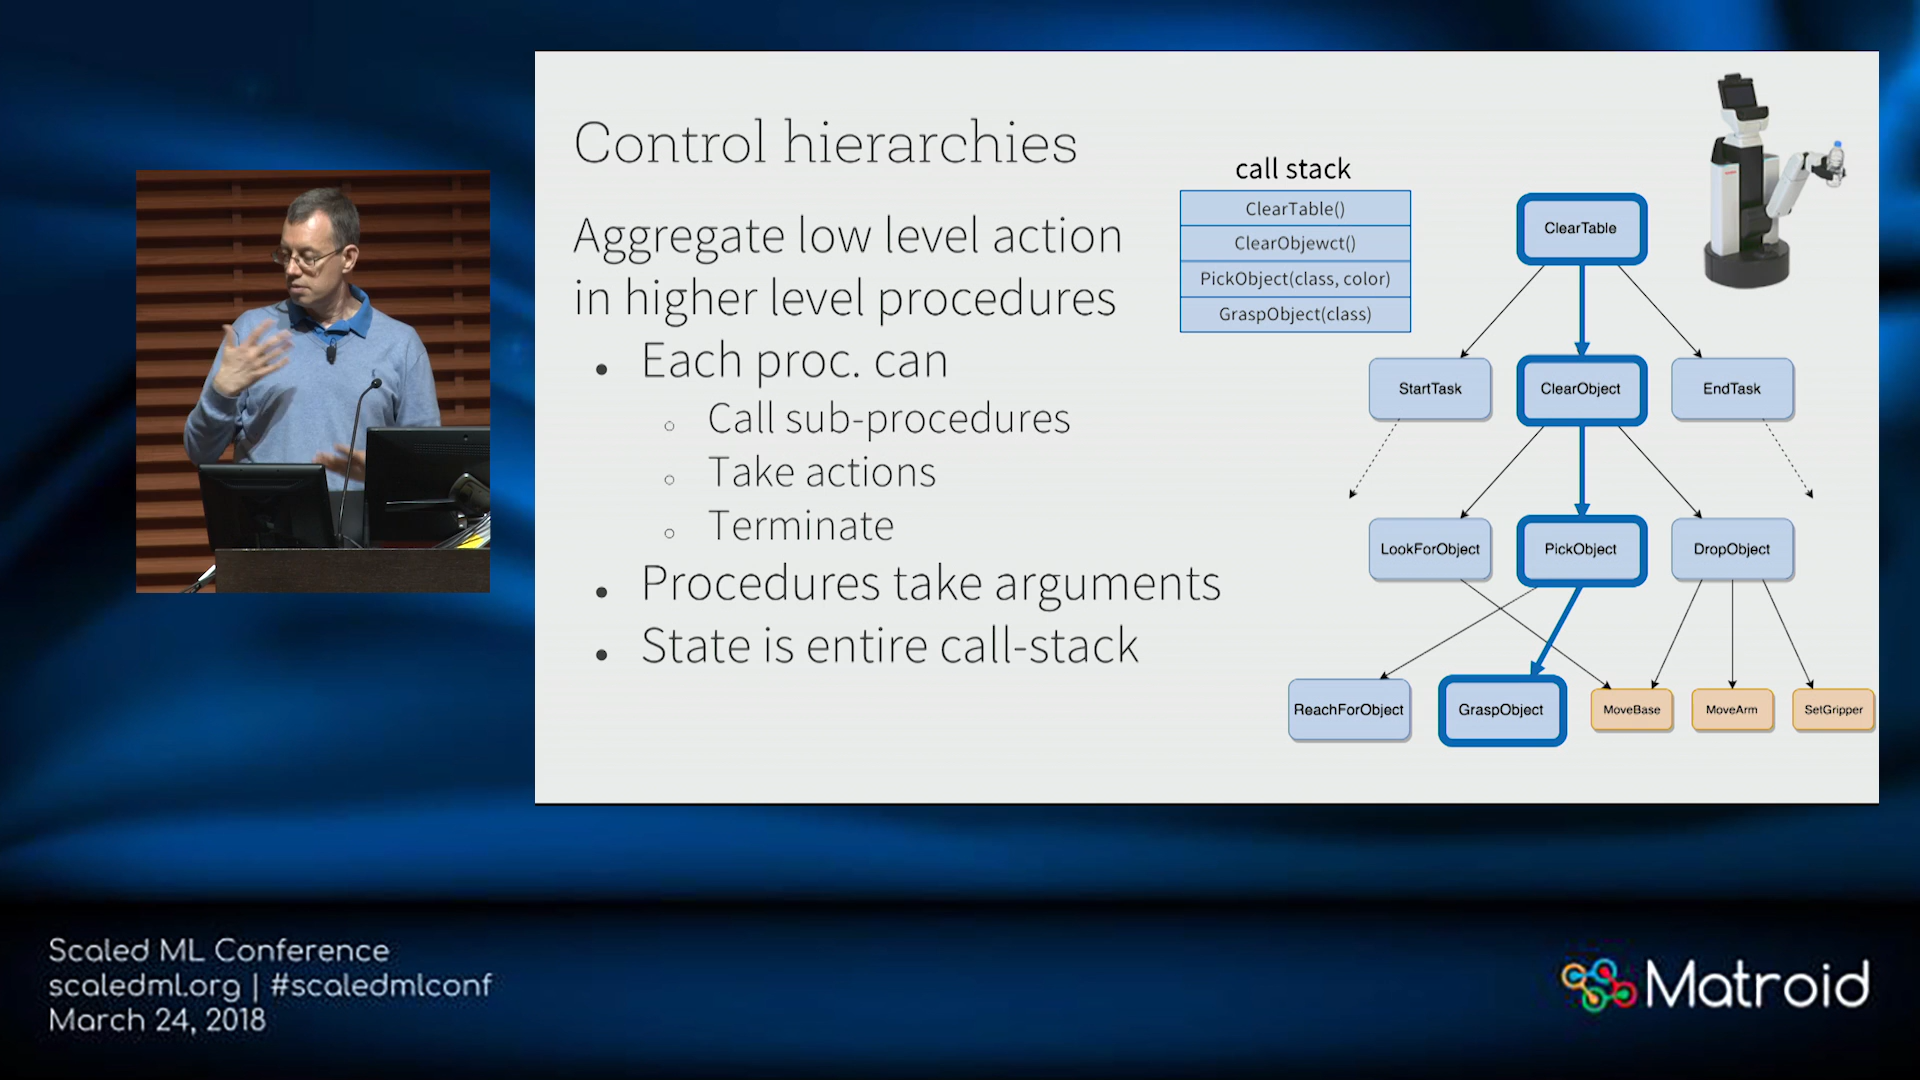 Control hierarchies
Aggregate low level action
in higher level procedures
• Each proc. can
○ Call sub-procedures
○ Take actions
○ Terminate
• Procedures take arguments
• State is entire call-stack
call stack
ClearTable()
ClearObjewct()
PickObject(class, color)
GraspObject(class)
ClearTable
StartTask
ClearObject
EndTask
LookForObject
PickObject
DropObject
ReachForObject
GraspObject
MoveBase
MoveArm
SetGripper
Scaled ML Conference
scaledml.org | #scaledmlconf
March 24, 2018
Matroid